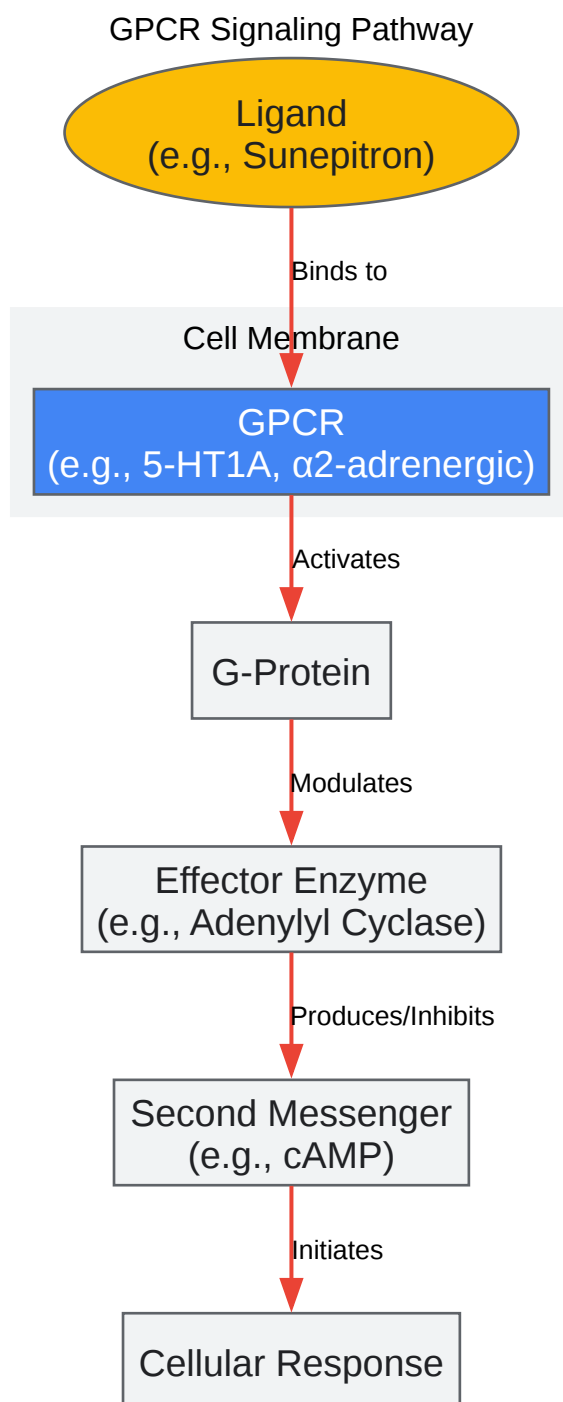 GPCR Signaling Pathway
Ligand
(e.g., Sunepitron)
Binds to
Cell Membrane
GPCR
(e.g., 5-HT1A, α2-adrenergic)
Activates
G-Protein
Modulates
Effector Enzyme
(e.g., Adenylyl Cyclase)
Produces/Inhibits
Second Messenger
(e.g., cAMP)
Initiates
Cellular Response